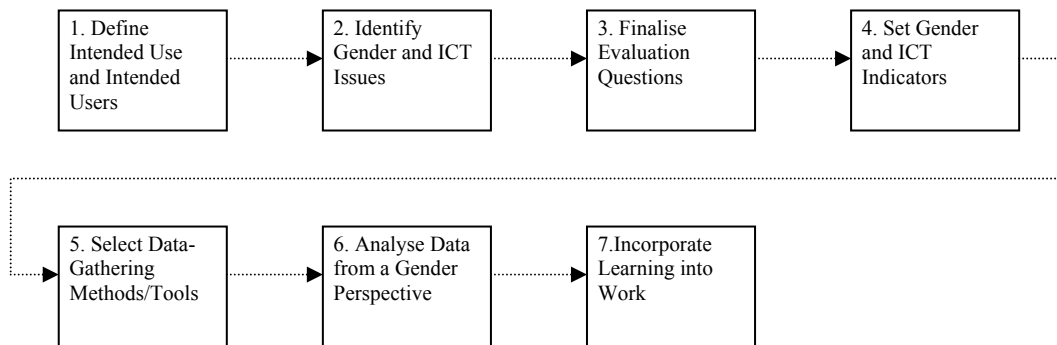 1. Define
Intended Use
and Intended
Users
2. Identify
Gender and ICT
Issues
3. Finalise
Evaluation
Questions
4. Set Gender
and ICT
Indicators
5. Select Data-
Gathering
Methods/Tools
6. Analyse Data
from a Gender
Perspective
7.Incorporate
Learning into
Work